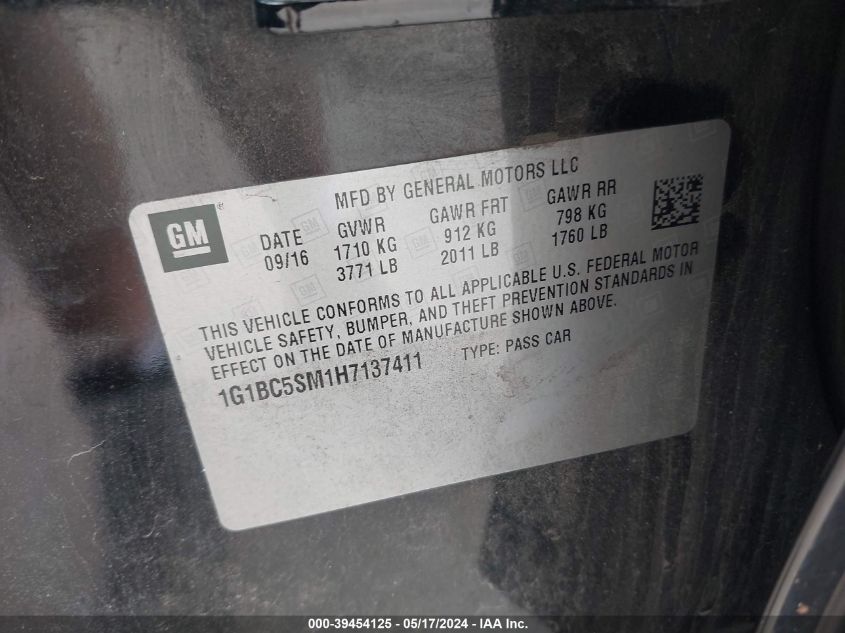 MFD BY GENERAL MOTORS LLC
GM
DATE GVWR GAWR FRT GAWR RR
09/16 1710 KG 912 KG 798 KG
3771 LB 2011 LB 1760 LB
THIS VEHICLE CONFORMS TO ALL APPLICABLE U.S. FEDERAL MOTOR
VEHICLE SAFETY, BUMPER, AND THEFT PREVENTION STANDARDS IN
EFFECT ON THE DATE OF MANUFACTURE SHOWN ABOVE.
1G1BC5SM1H7137411 TYPE: PASS CAR
000-39454125 - 05/17/2024 - IAA Inc.